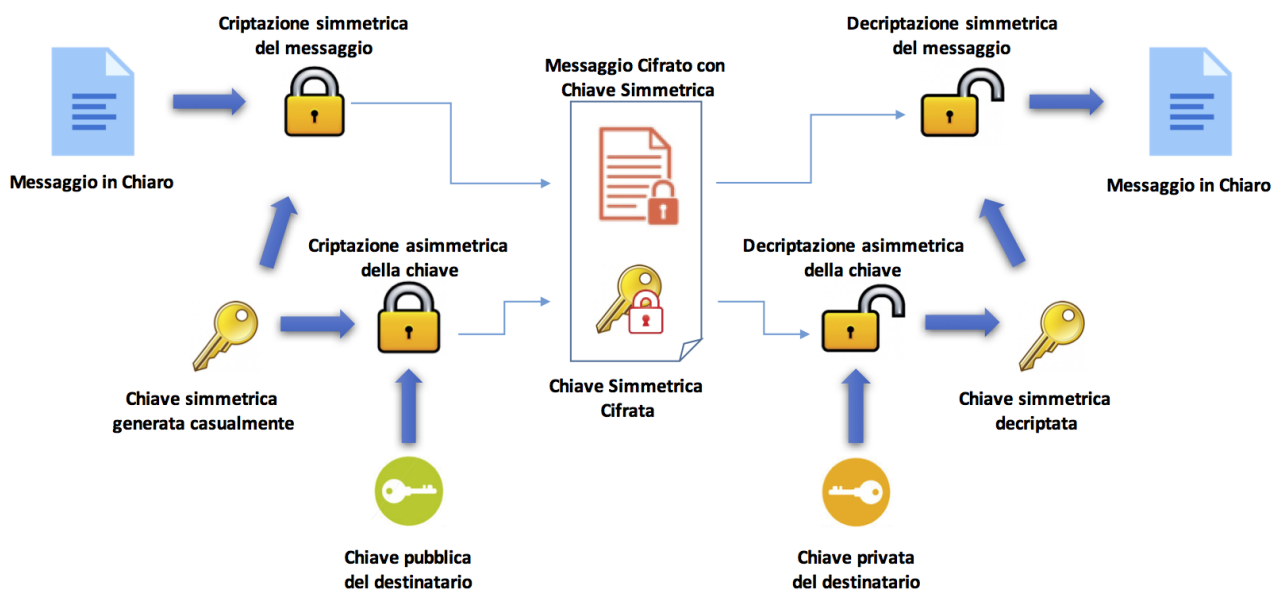 Criptazione simmetrica
del messaggio
Decriptazione simmetrica
del messaggio
Messaggio Cifrato con
Chiave Simmetrica
Messaggio in Chiaro
Messaggio in Chiaro
Criptazione asimmetrica
della chiave
Decriptazione asimmetrica
della chiave
Chiave simmetrica
generata casualmente
Chiave Simmetrica
Cifrata
Chiave simmetrica
decriptata
Chiave pubblica
del destinatario
Chiave privata
del destinatario